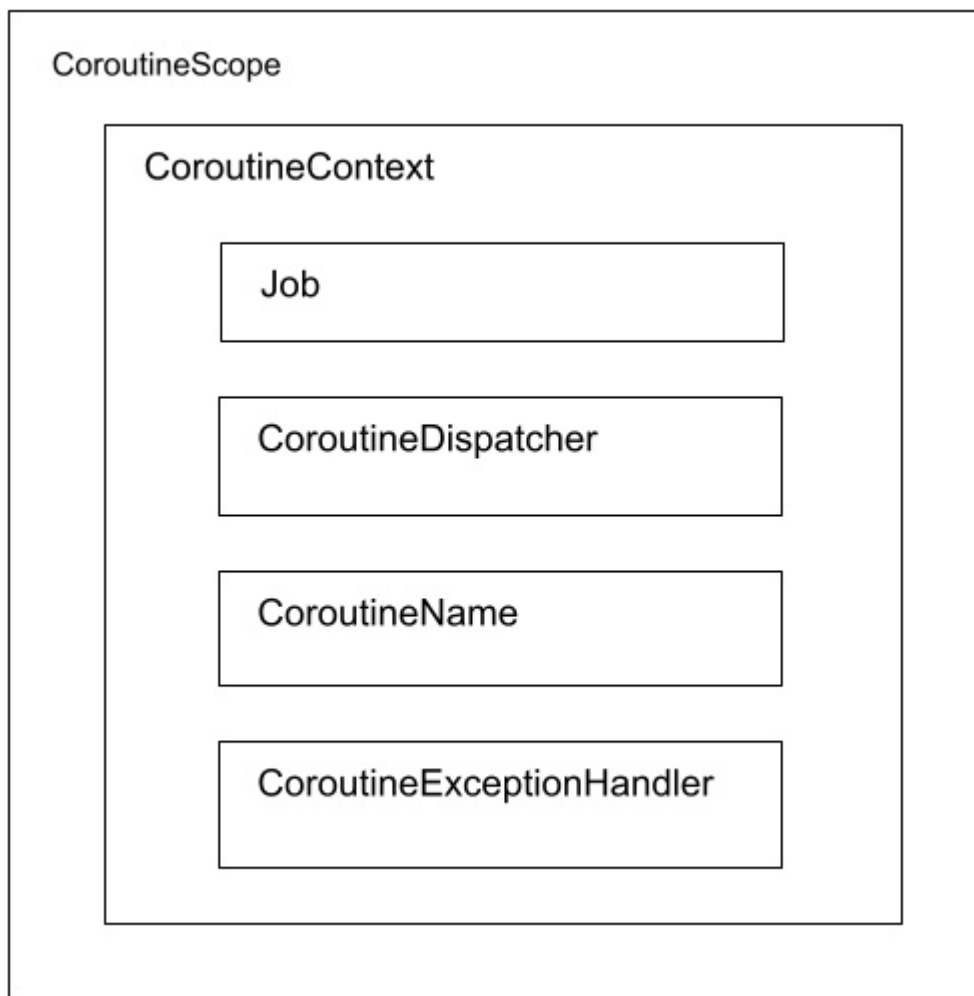 CoroutineScope
CoroutineContext
Job
CoroutineDispatcher
CoroutineName
CoroutineExceptionHandler